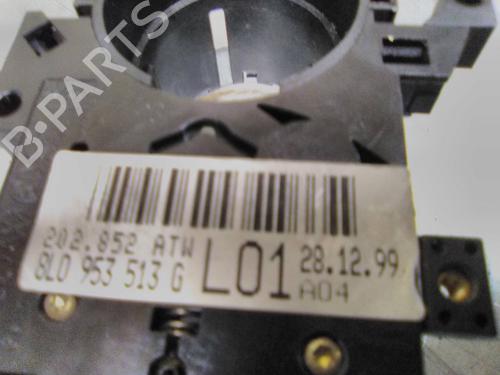 B-PARTS
202.852 ATW
8L0 953 513 G
L01
28.12.99
A04